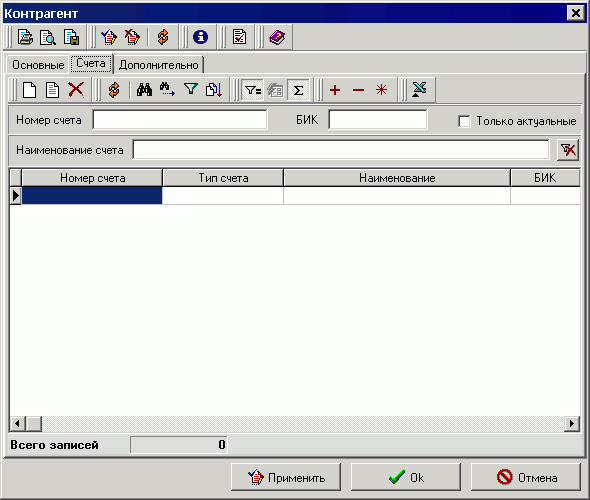 Контрагент
Основные Счета Дополнительно
Номер счета БИК Только актуальные
Наименование счета
Номер счета Тип счета Наименование БИК
Всего записей 0
Применить Ok Отмена